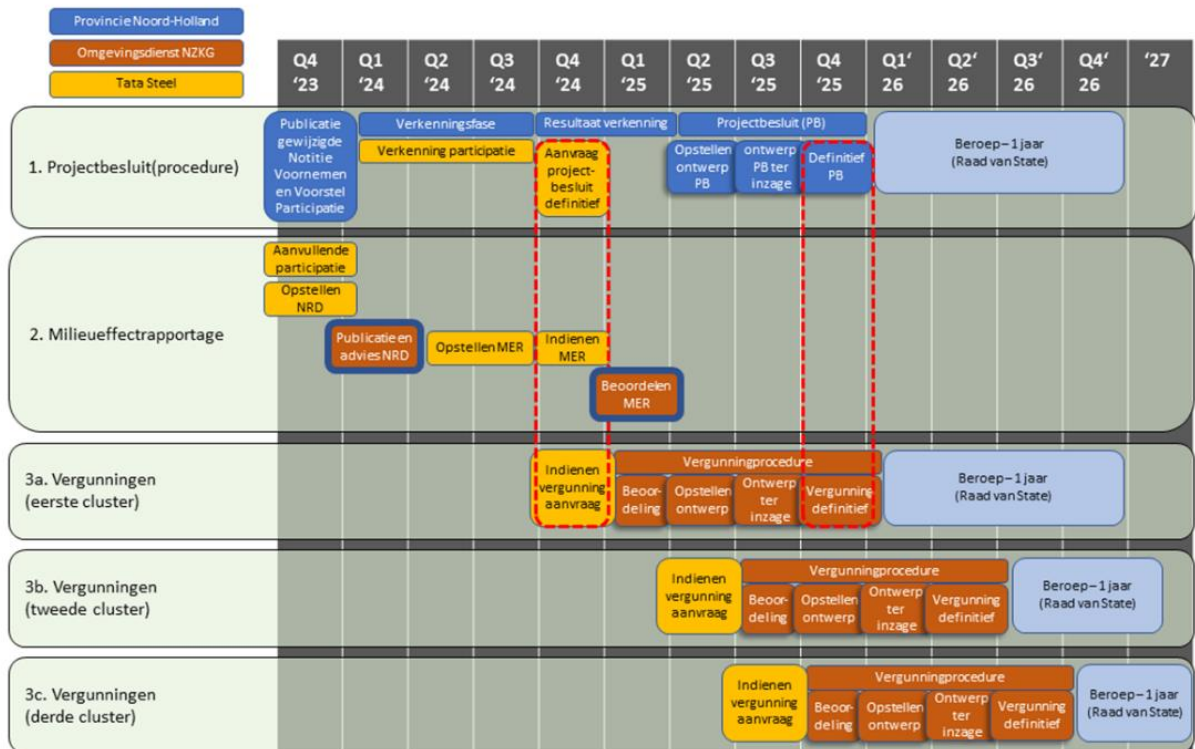 Provincie Noord-Holland
Omgevingsdienst NZKG
Tata Steel
Q4 '23
Q1 '24
Q2 '24
Q3 '24
Q4 '24
Q1 '25
Q2 '25
Q3 '25
Q4 '25
Q1' 26
Q2' 26
Q3' 26
Q4' 26
'27
1. Projectbesluit(procedure)
Publicatie
gewijzigde
Notitie
Voornemen
en Voorstel
Participatie
Verkenningsfase
Resultaat verkenning
Projectbesluit (PB)
Verkenning participatie
Aanvraag
project-
besluit
definitief
Opstellen
ontwerp
PB
ontwerp
PB ter
inzage
Definitief
PB
Beroep – 1 jaar
(Raad van State)
2. Milieueffectrapportage
Aanvullende
participatie
Opstellen
NRD
Publicatie en
advies NRD
Opstellen MER
Indienen
MER
Beoordelen
MER
3a. Vergunningen
(eerste cluster)
Indienen
vergunning
aanvraag
Vergunningprocedure
Beoor-
deling
Opstellen
ontwerp
Ontwerp
ter
inzage
Vergunning
definitief
Beroep – 1 jaar
(Raad van State)
3b. Vergunningen
(tweede cluster)
Indienen
vergunning
aanvraag
Vergunningprocedure
Beoor-
deling
Opstellen
ontwerp
Ontwerp
ter
inzage
Vergunning
definitief
Beroep – 1 jaar
(Raad van State)
3c. Vergunningen
(derde cluster)
Indienen
vergunning
aanvraag
Vergunningprocedure
Beoor-
deling
Opstellen
ontwerp
Ontwerp
ter
inzage
Vergunning
definitief
Beroep – 1 jaar
(Raad van State)